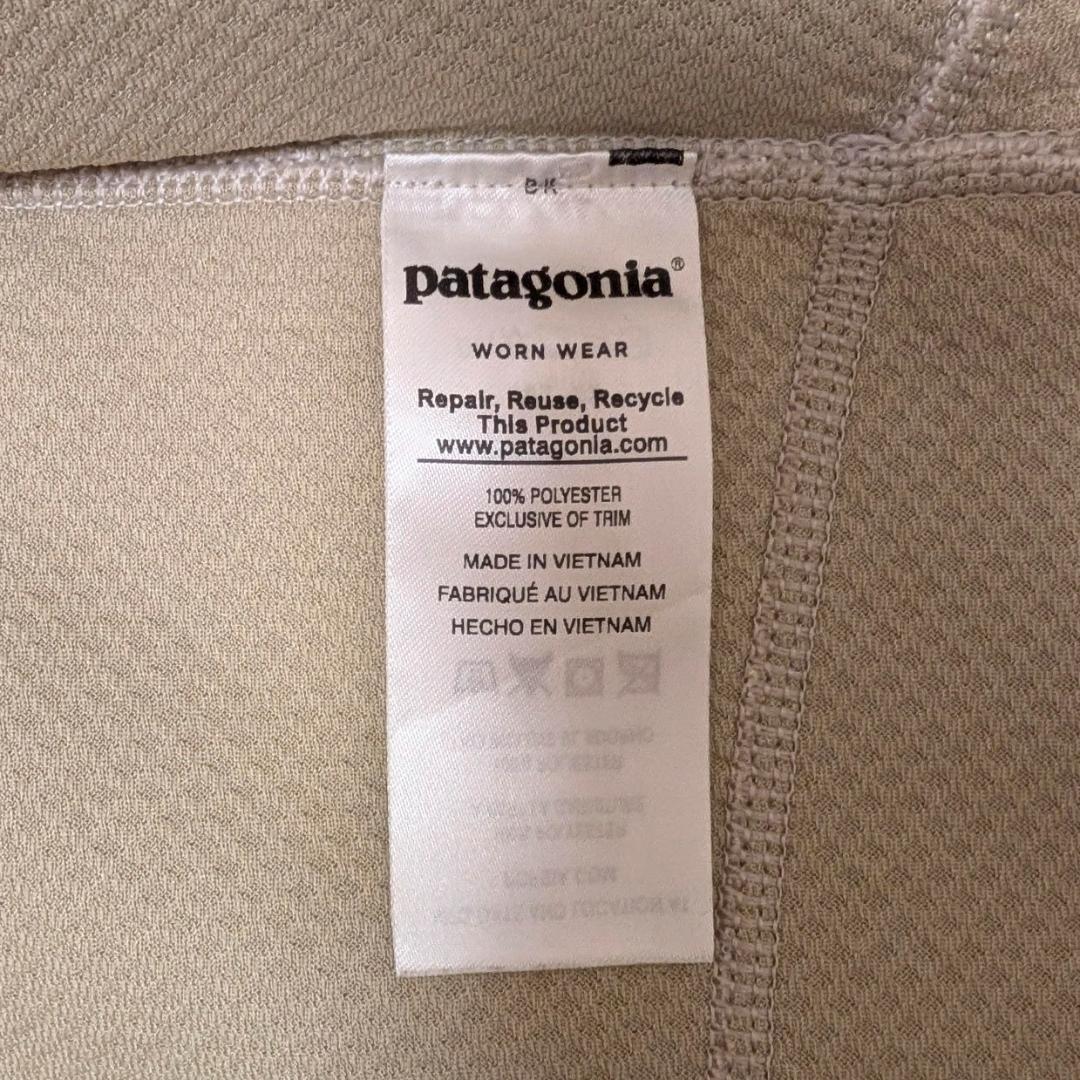 BK
patagonia®
WORN WEAR
Repair, Reuse, Recycle
This Product
www.patagonia.com
100% POLYESTER
EXCLUSIVE OF TRIM
MADE IN VIETNAM
FABRIQUÉ AU VIETNAM
HECHO EN VIETNAM